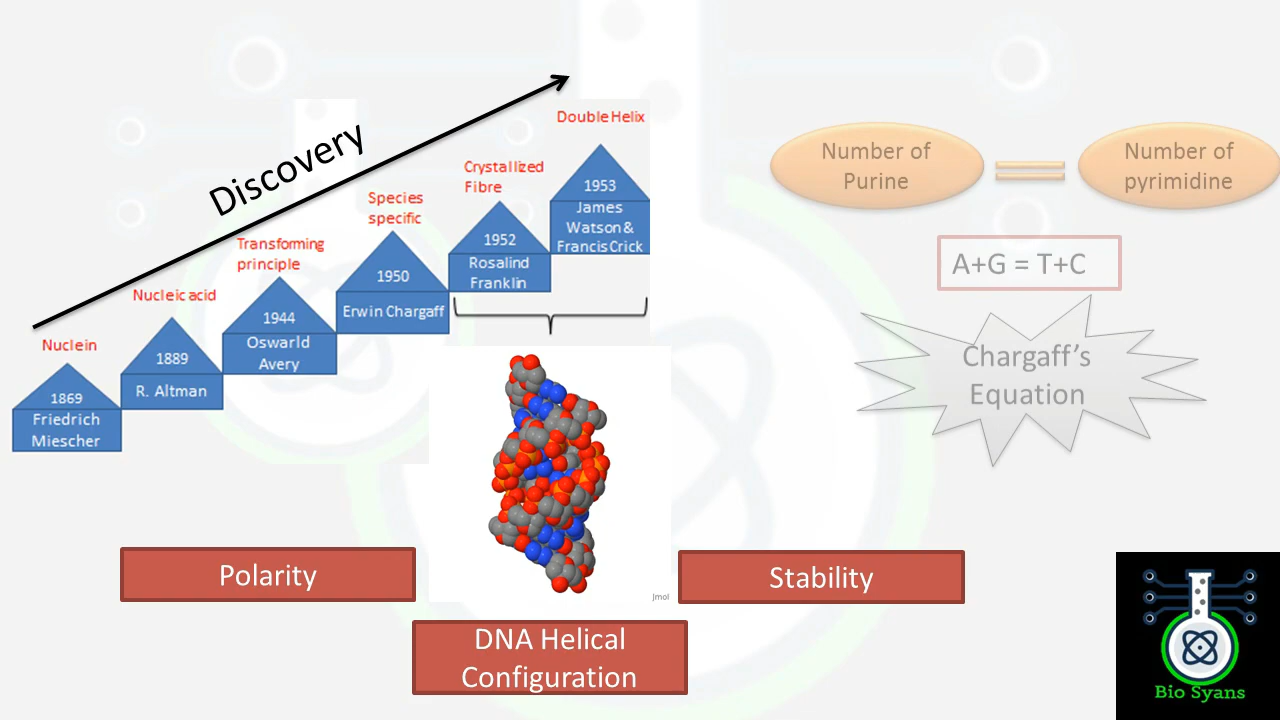 Discovery
Nuclein
1869
Friedrich
Miescher
Nucleic acid
1889
R. Altman
Transforming
principle
1944
Oswarld
Avery
Species
specific
1950
Erwin Chargaff
Crystallized
Fibre
1952
Rosalind
Franklin
Double Helix
1953
James
Watson &
Francis Crick
Number of
Purine
Number of
pyrimidine
A+G = T+C
Chargaff's
Equation
Jmol
Polarity
Stability
DNA Helical
Configuration
Bio Syans